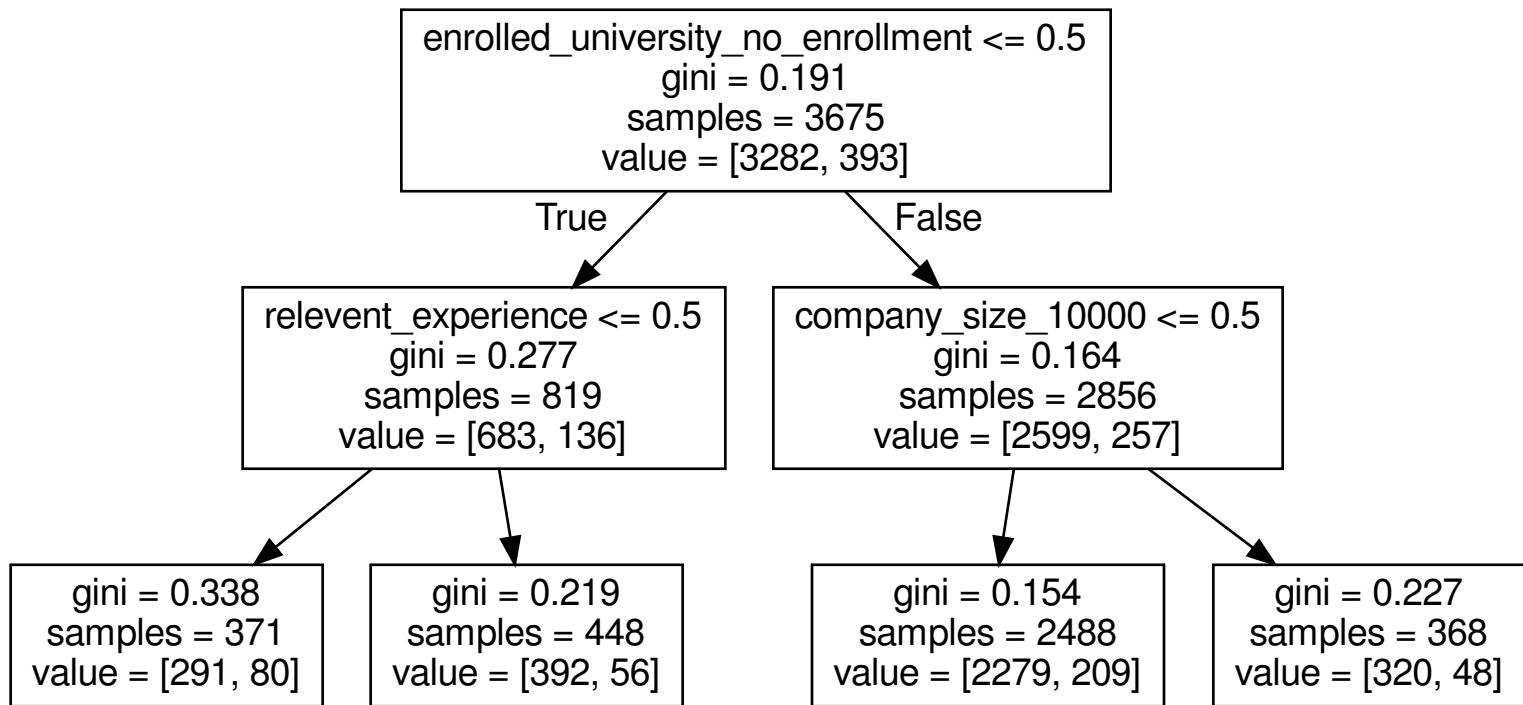 enrolled_university_no_enrollment <= 0.5
gini = 0.191
samples = 3675
value = [3282, 393]
True
False
relevent_experience <= 0.5
gini = 0.277
samples = 819
value = [683, 136]
company_size_10000 <= 0.5
gini = 0.164
samples = 2856
value = [2599, 257]
gini = 0.338
samples = 371
value = [291, 80]
gini = 0.219
samples = 448
value = [392, 56]
gini = 0.154
samples = 2488
value = [2279, 209]
gini = 0.227
samples = 368
value = [320, 48]